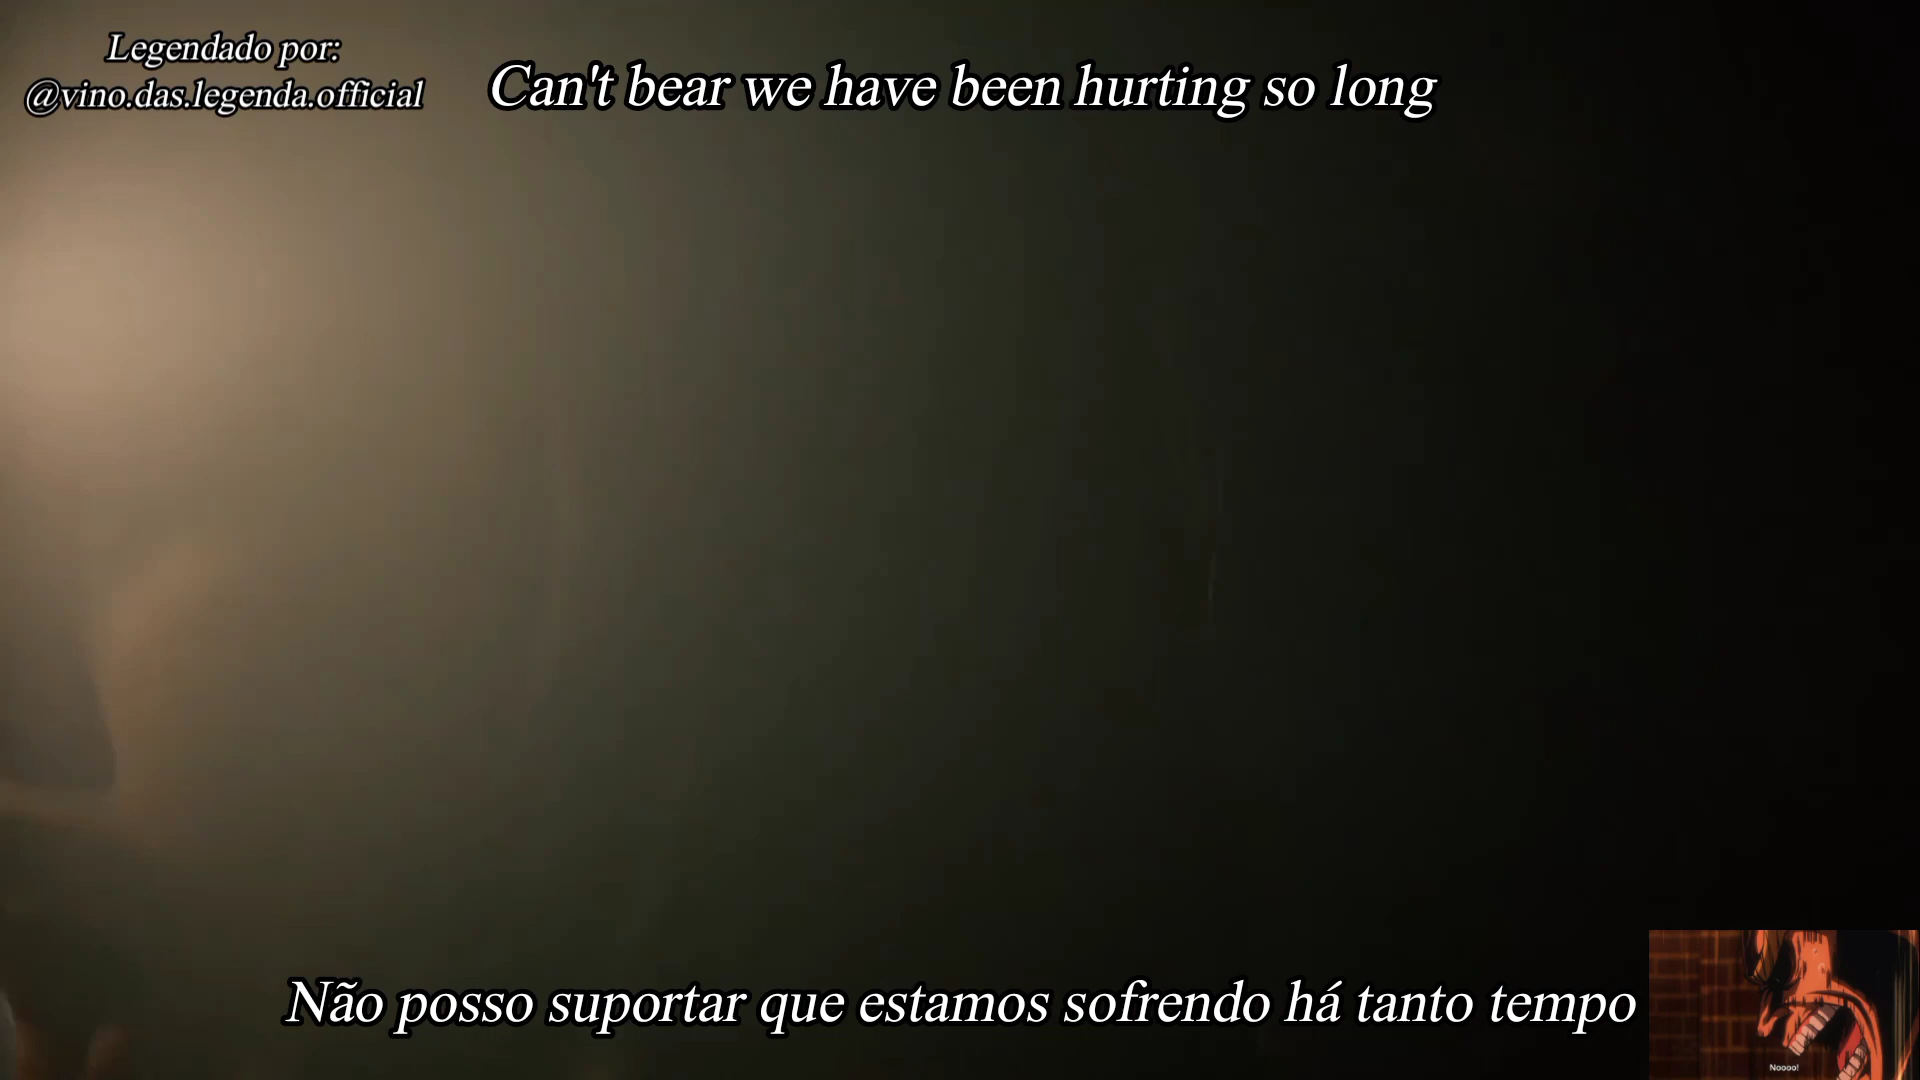 Legendado por:
@vino.das.legenda.official
Can't bear we have been hurting so long
Não posso suportar que estamos sofrendo há tanto tempo
Noooo!